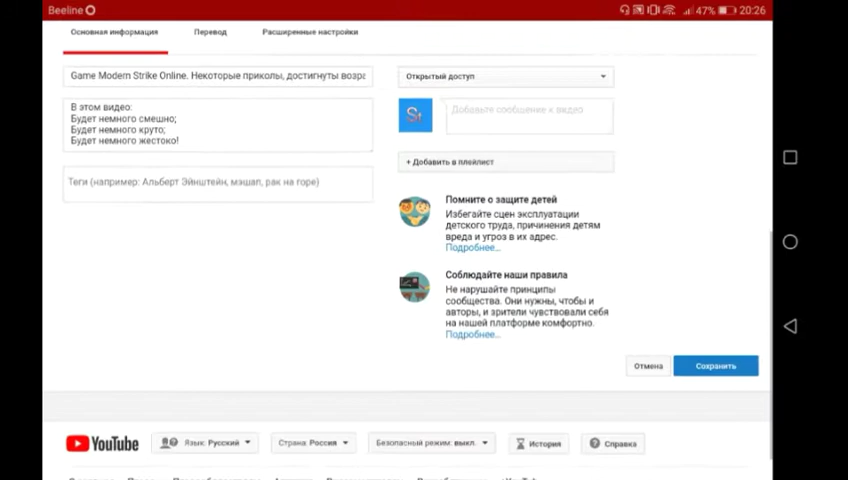 Beeline 47% 20:26
Основная информация Перевод Расширенные настройки
Game Modern Strike Online. Некоторые приколы, достигнуты возра
Открытый доступ
В этом видео:
Будет немного смешно;
Будет немного круто;
Будет немного жестоко!
Добавьте сообщение к видео
Теги (например: Альберт Эйнштейн, мэшап, рак на горе)
+ Добавить в плейлист
Помните о защите детей
Избегайте сцен эксплуатации
детского труда, причинения детям
вреда и угроз в их адрес.
Подробнее...
Соблюдайте наши правила
Не нарушайте принципы
сообщества. Они нужны, чтобы и
авторы, и зрители чувствовали себя
на нашей платформе комфортно.
Подробнее...
Отмена Сохранить
YouTube Язык: Русский Страна: Россия Безопасный режим: выкл. История Справка